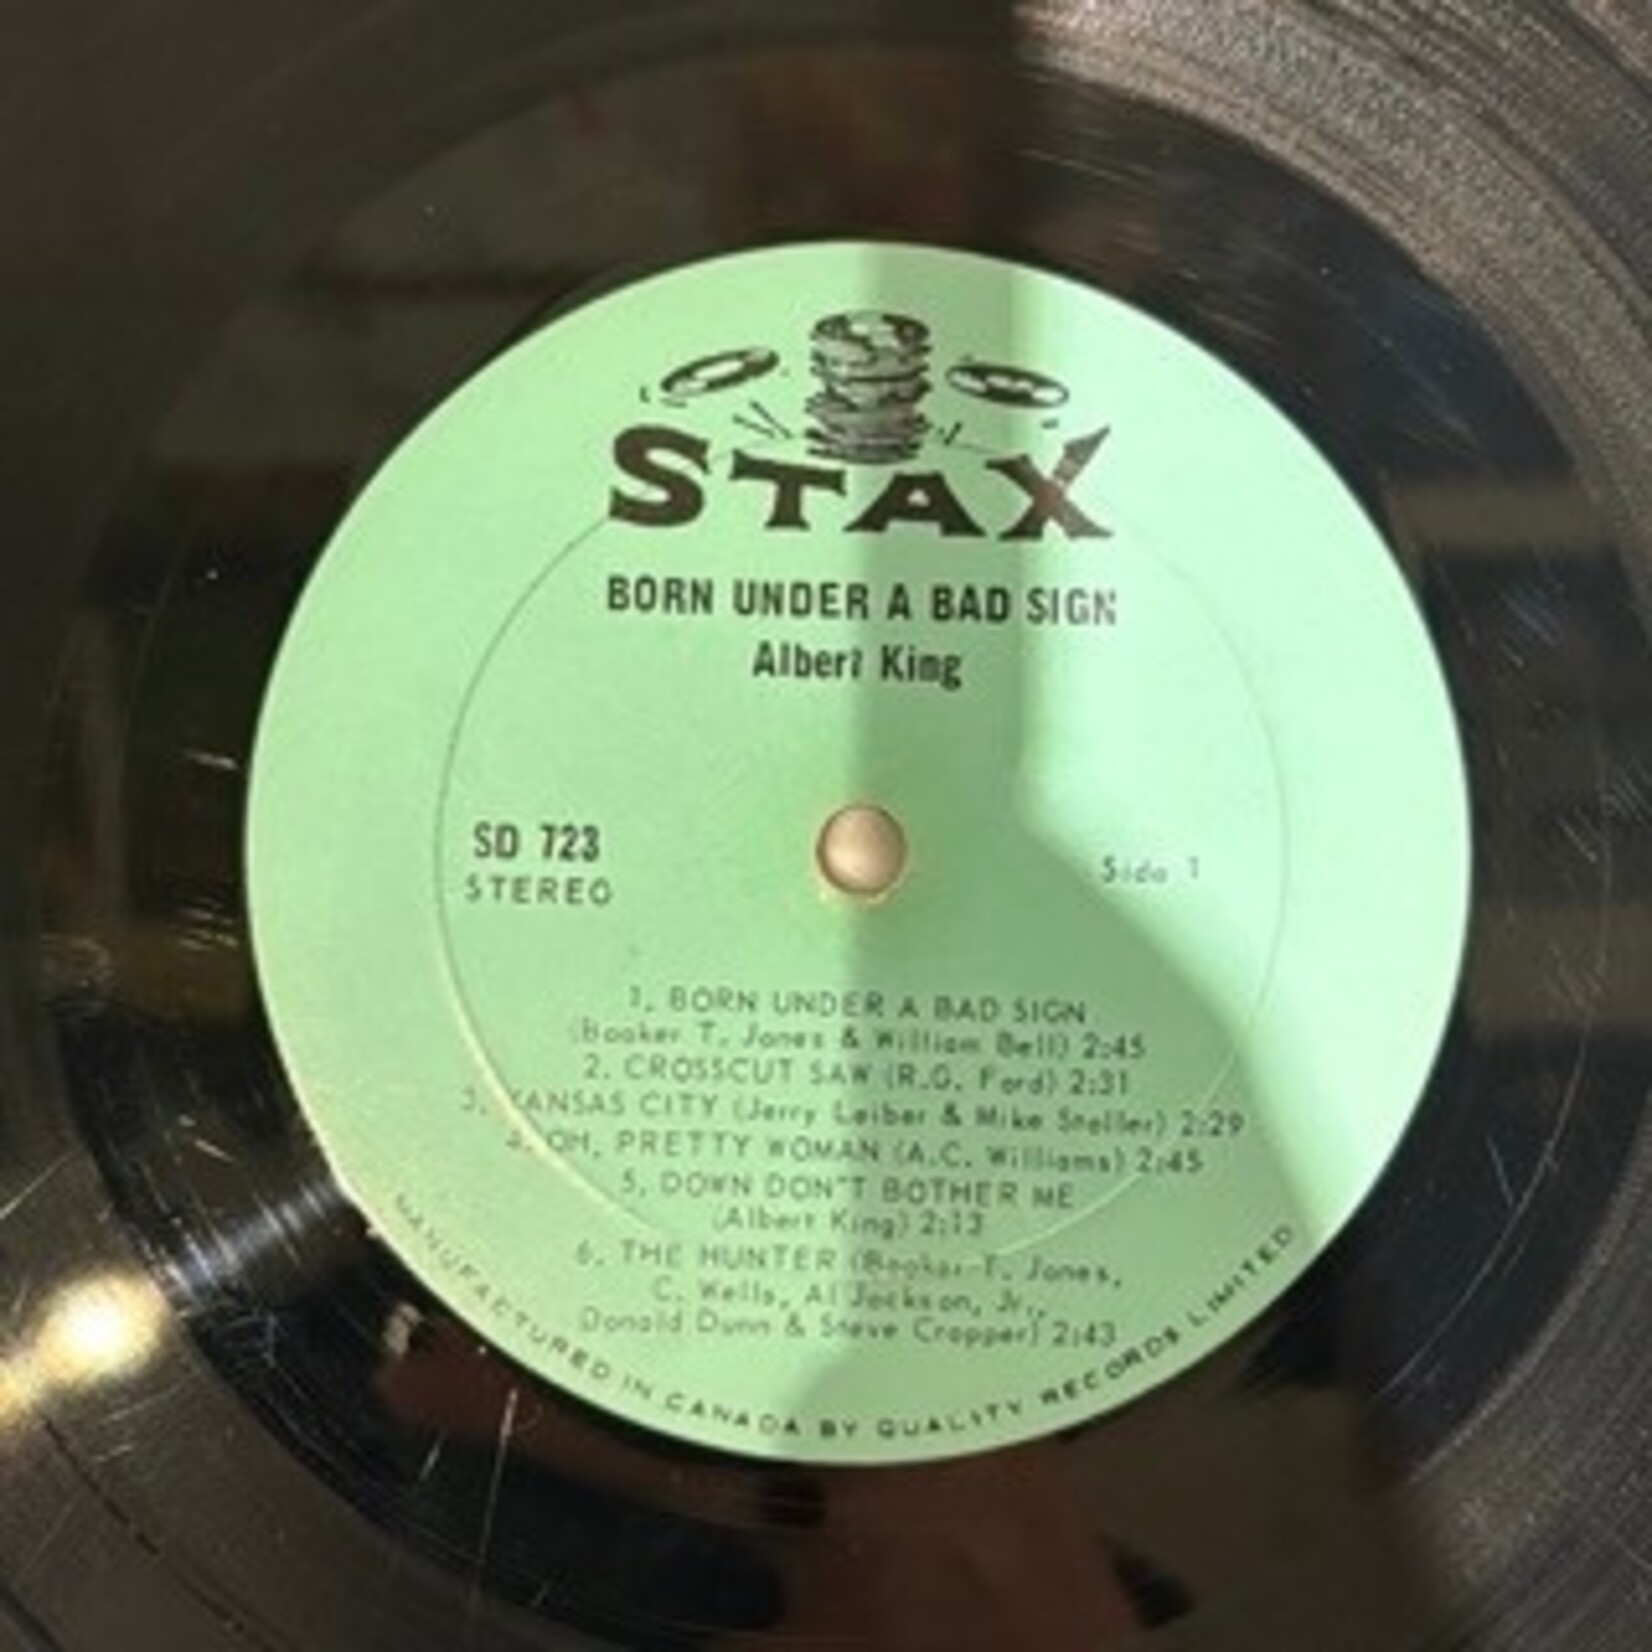 STAX
BORN UNDER A BAD SIGN
Albert King
SD 723
STEREO
Side 1
1. BORN UNDER A BAD SIGN
(Booker T. Jones & William Bell) 2:45
2. CROSSCUT SAW (R.G. Ford) 2:31
3. KANSAS CITY (Jerry Leiber & Mike Stoller) 2:29
4. OH, PRETTY WOMAN (A.C. Williams) 2:45
5. DOWN DON'T BOTHER ME
(Albert King) 2:13
6. THE HUNTER (Booker T. Jones,
C. Wells, Al Jackson, Jr.,
Donald Dunn & Steve Cropper) 2:43
MANUFACTURED IN CANADA BY QUALITY RECORDS LIMITED